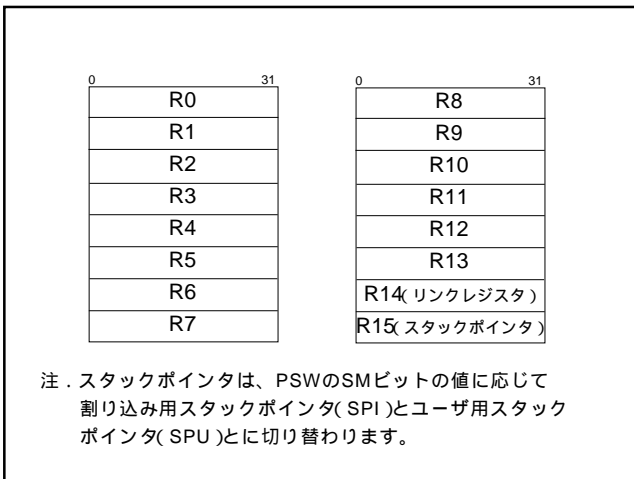 0 31
R0
R1
R2
R3
R4
R5
R6
R7
0 31
R8
R9
R10
R11
R12
R13
R14(リンクレジスタ)
R15(スタックポインタ)
注.スタックポインタは、PSWのSMビットの値に応じて
割り込み用スタックポインタ(SPI)とユーザ用スタック
ポインタ(SPU)とに切り替わります。